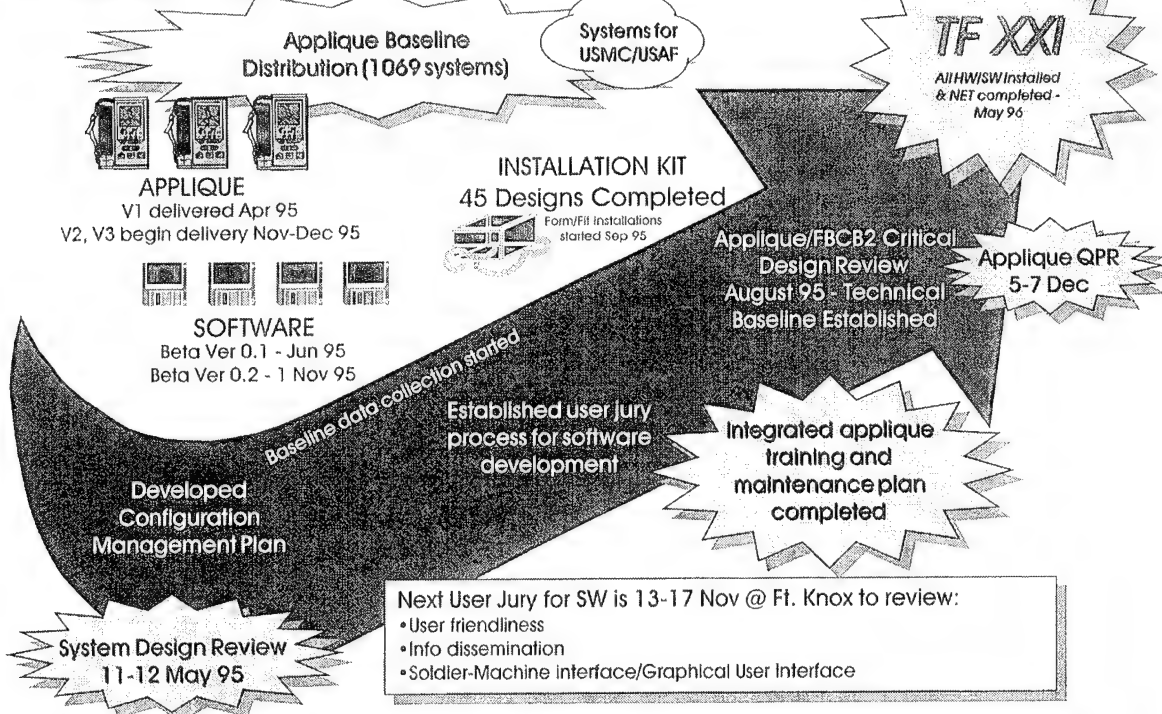 Applique Baseline
Distribution (1069 systems)
Systems for
USMC/USAF
TF XXI
All HW/SW Installed
& NET completed -
May 96
APPLIQUE
V1 delivered Apr 95
V2, V3 begin delivery Nov-Dec 95
INSTALLATION KIT
45 Designs Completed
Form/Fit Installations
started Sep 95
SOFTWARE
Beta Ver 0.1 - Jun 95
Beta Ver 0.2 - 1 Nov 95
Applique/FBCB2 Critical
Design Review
August 95 - Technical
Baseline Established
Applique QPR
5-7 Dec
Baseline data collection started
Established user jury
process for software
development
Integrated applique
training and
maintenance plan
completed
Developed
Configuration
Management Plan
System Design Review
11-12 May 95
Next User Jury for SW is 13-17 Nov @ Ft. Knox to review:
•User friendliness
•Info dissemination
•Soldier-Machine interface/Graphical User Interface